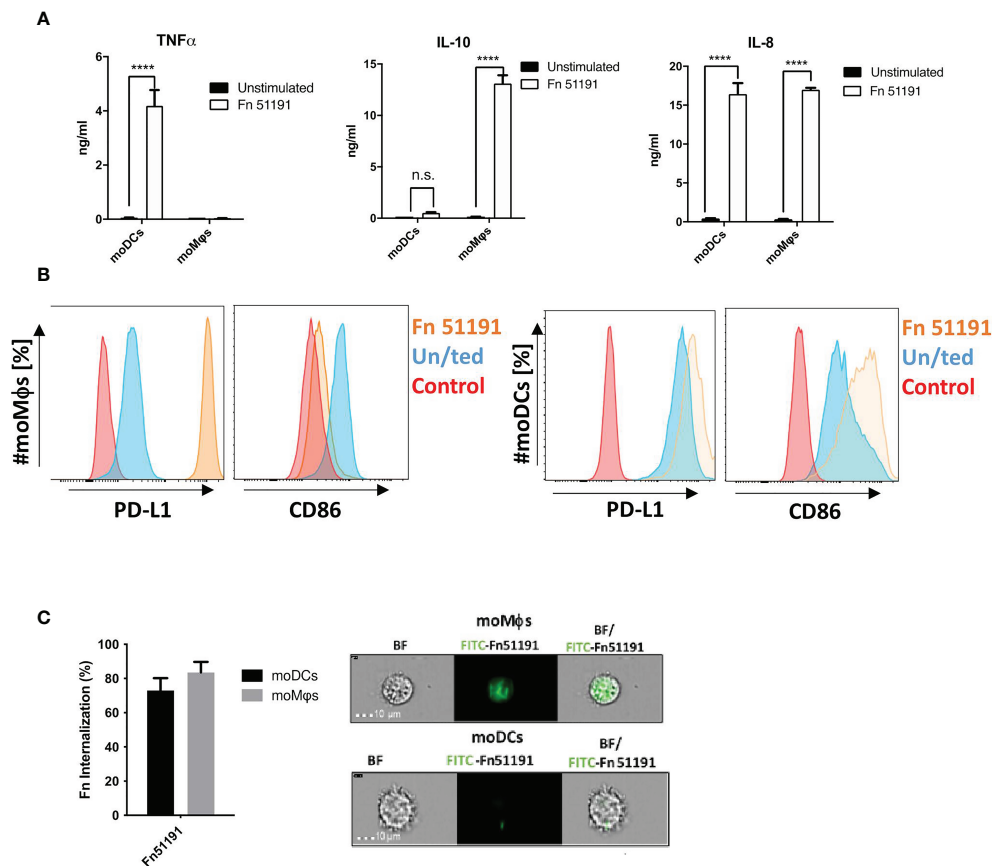 A
TNFα
****
Unstimulated
Fn 51191
ng/ml
6
4
2
0
moDCs
moMφs
IL-10
****
Unstimulated
Fn 51191
n.s.
ng/ml
15
10
5
0
moDCs
moMφs
IL-8
****
****
Unstimulated
Fn 51191
ng/ml
20
15
10
5
0
moDCs
moMφs
B
#moMϕs [%]
PD-L1
CD86
Fn 51191
Un/ted
Control
#moDCs [%]
PD-L1
CD86
Fn 51191
Un/ted
Control
C
Fn Internalization (%)
100
80
60
40
20
0
Fn51191
moDCs
moMφs
moMϕs
BF
FITC-Fn51191
BF/
FITC-Fn51191
10 µm
moDCs
BF
FITC-Fn51191
BF/
FITC-Fn 51191
10 µm